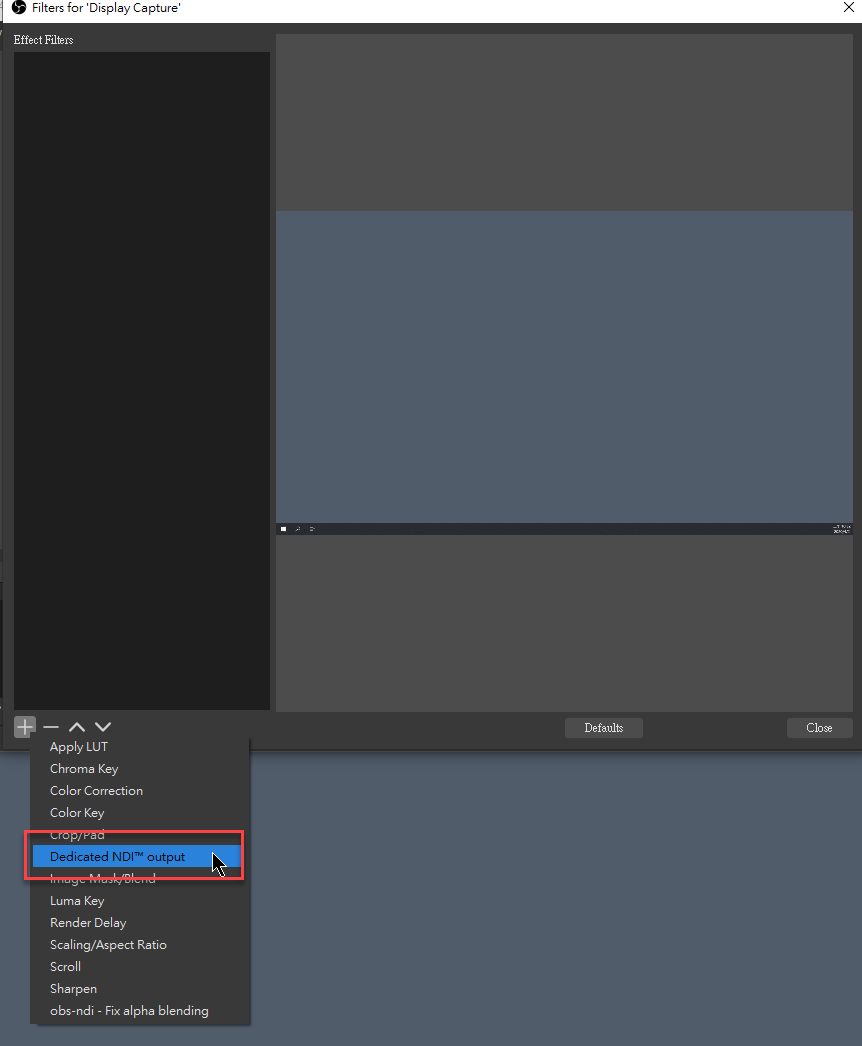 Filters for 'Display Capture'
Effect Filters
Defaults
Close
Apply LUT
Chroma Key
Color Correction
Color Key
Crop/Pad
Dedicated NDI™ output
Image Mask/Blend
Luma Key
Render Delay
Scaling/Aspect Ratio
Scroll
Sharpen
obs-ndi - Fix alpha blending